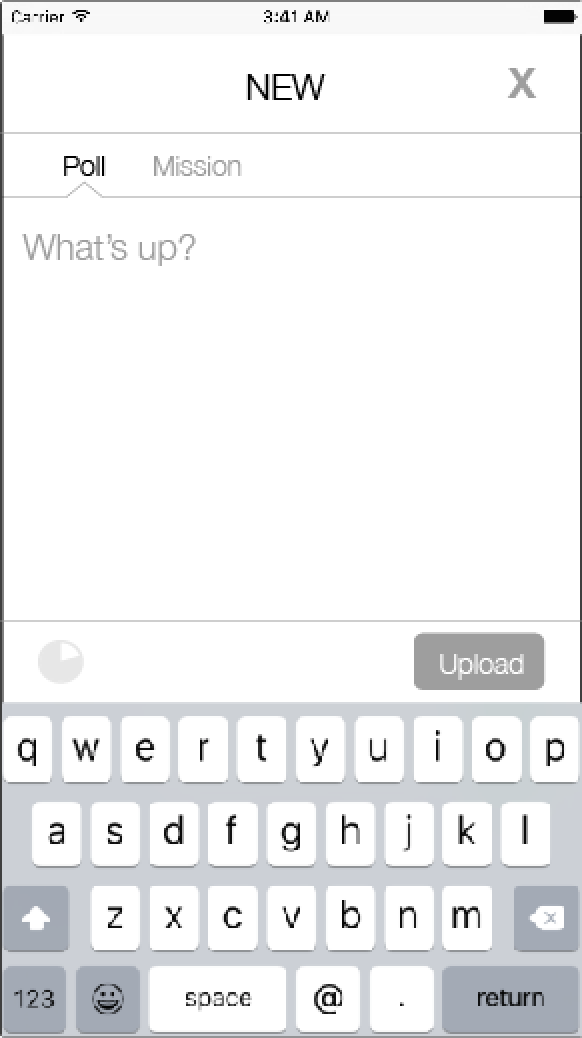 Carrier 3:41 AM
NEW X
Poll Mission
What's up?
Upload
q w e r t y u i o p
a s d f g h j k l
z x c v b n m
123 space @ . return